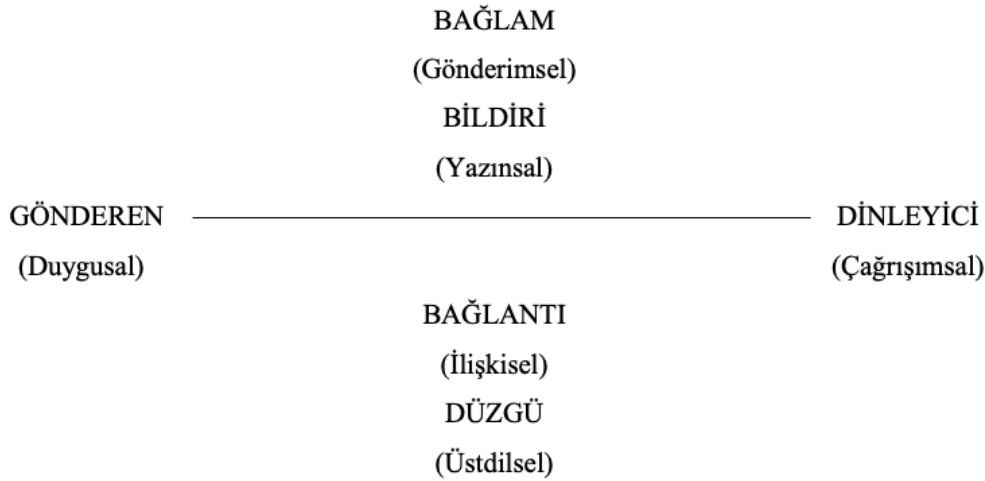 BAĞLAM
(Gönderimsel)
BİLDİRİ
(Yazınsal)
GÖNDEREN DİNLEYİCİ
(Duygusal) (Çağrışımsal)
BAĞLANTI
(İlişkisel)
DÜZGÜ
(Üstdilsel)